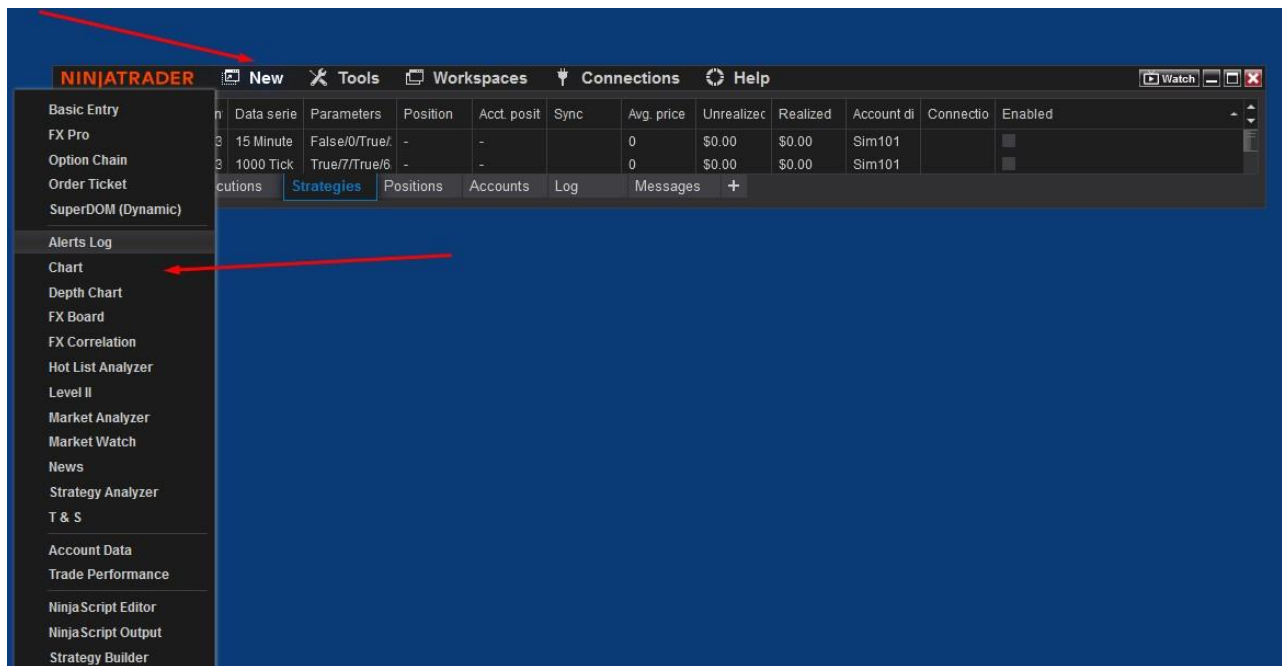 NINJATRADER New Tools Workspaces Connections Help Watch
Data serie Parameters Position Acct. posit Sync Avg. price Unrealizec Realized Account di Connectio Enabled
3 15 Minute False/0/True/ - - 0 $0.00 $0.00 Sim101
3 1000 Tick True/7/True/6 - - 0 $0.00 $0.00 Sim101
cutions Strategies Positions Accounts Log Messages +
Basic Entry
FX Pro
Option Chain
Order Ticket
SuperDOM (Dynamic)
Alerts Log
Chart
Depth Chart
FX Board
FX Correlation
Hot List Analyzer
Level II
Market Analyzer
Market Watch
News
Strategy Analyzer
T & S
Account Data
Trade Performance
NinjaScript Editor
NinjaScript Output
Strategy Builder